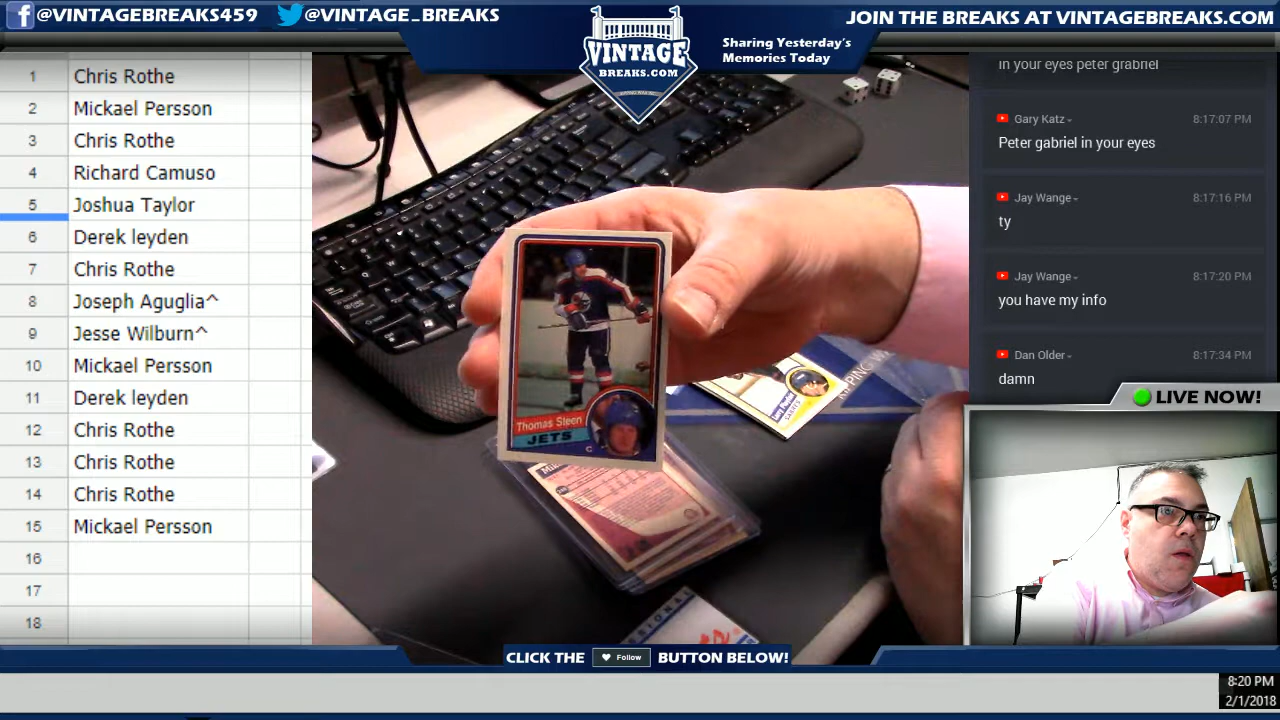 @VINTAGEBREAKS459
@VINTAGE_BREAKS
VINTAGE
BREAKS.COM
Sharing Yesterday's
Memories Today
JOIN THE BREAKS AT VINTAGEBREAKS.COM
1 Chris Rothe
2 Mickael Persson
3 Chris Rothe
4 Richard Camuso
5 Joshua Taylor
6 Derek leyden
7 Chris Rothe
8 Joseph Aguglia^
9 Jesse Wilburn^
10 Mickael Persson
11 Derek leyden
12 Chris Rothe
13 Chris Rothe
14 Chris Rothe
15 Mickael Persson
16
17
18
Thomas Steen
JETS
C
SABRES
in your eyes peter grabriel
Gary Katz 8:17:07 PM
Peter gabriel in your eyes
Jay Wange 8:17:16 PM
ty
Jay Wange 8:17:20 PM
you have my info
Dan Older 8:17:34 PM
damn
LIVE NOW!
CLICK THE Follow BUTTON BELOW!
8:20 PM
2/1/2018